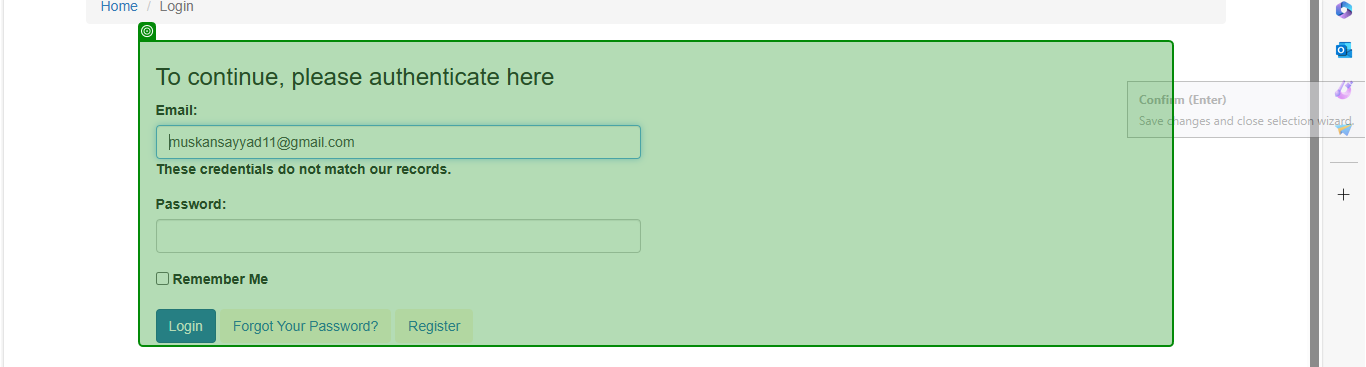 Home / Login
To continue, please authenticate here
Email:
muskansayyad11@gmail.com
These credentials do not match our records.
Password:
Remember Me
Login Forgot Your Password? Register
Confirm (Enter)
Save changes and close selection wizard.